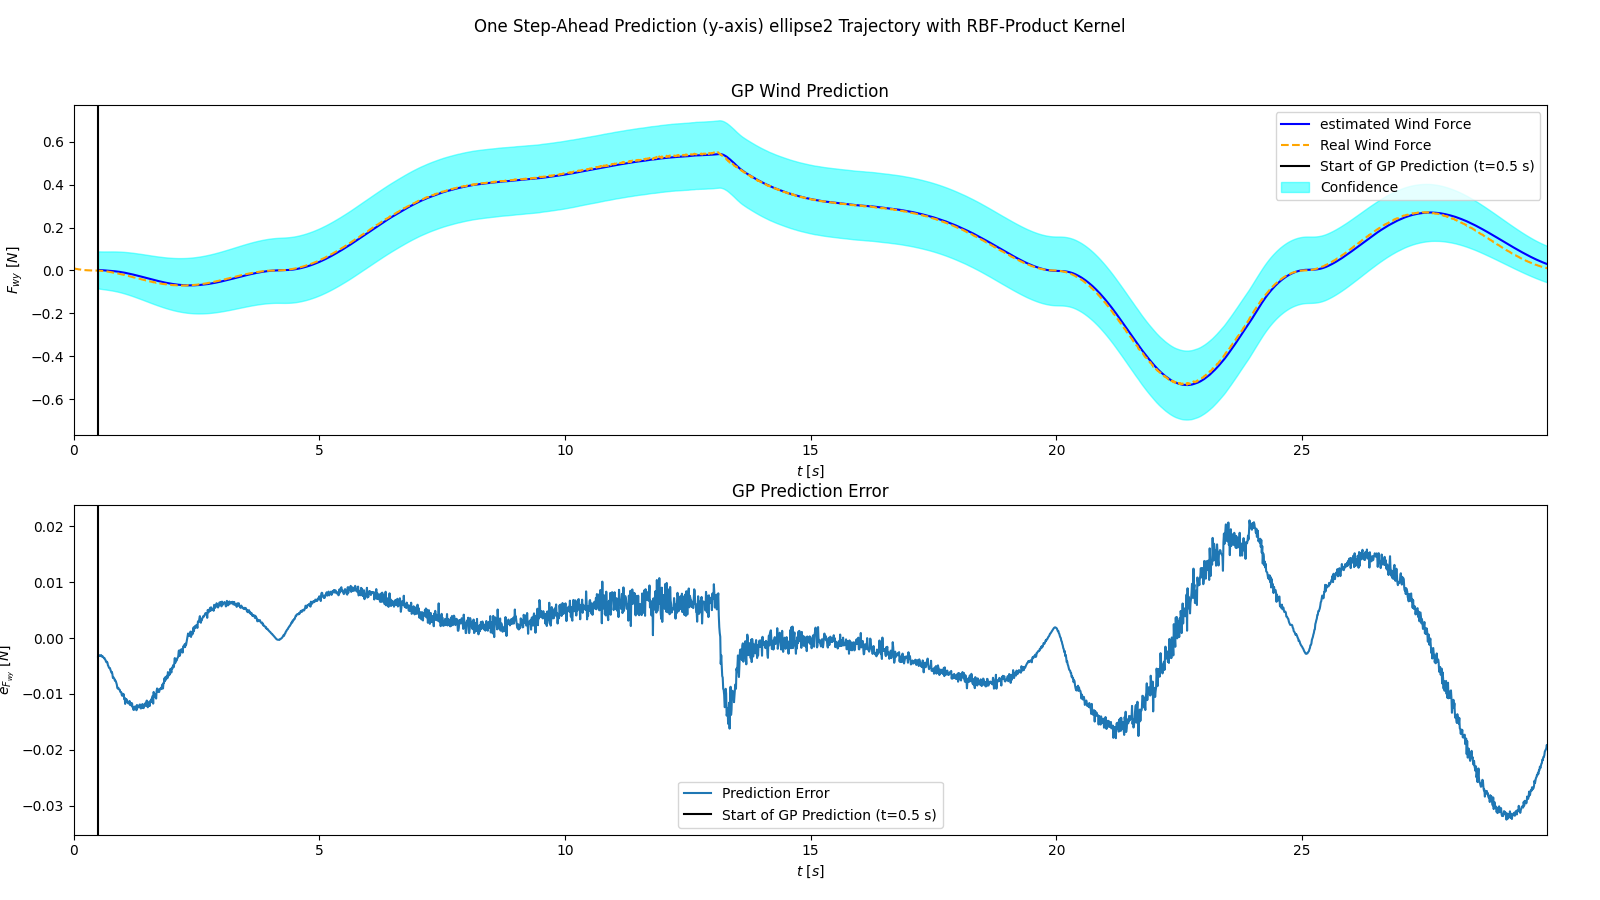 One Step-Ahead Prediction (y-axis) ellipse2 Trajectory with RBF-Product Kernel
GP Wind Prediction
F_wy [N]
0.6
0.4
0.2
0.0
−0.2
−0.4
−0.6
estimated Wind Force
Real Wind Force
Start of GP Prediction (t=0.5 s)
Confidence
0 5 10 15 20 25
t [s]
GP Prediction Error
e_F_wy [N]
0.02
0.01
0.00
−0.01
−0.02
−0.03
Prediction Error
Start of GP Prediction (t=0.5 s)
0 5 10 15 20 25
t [s]